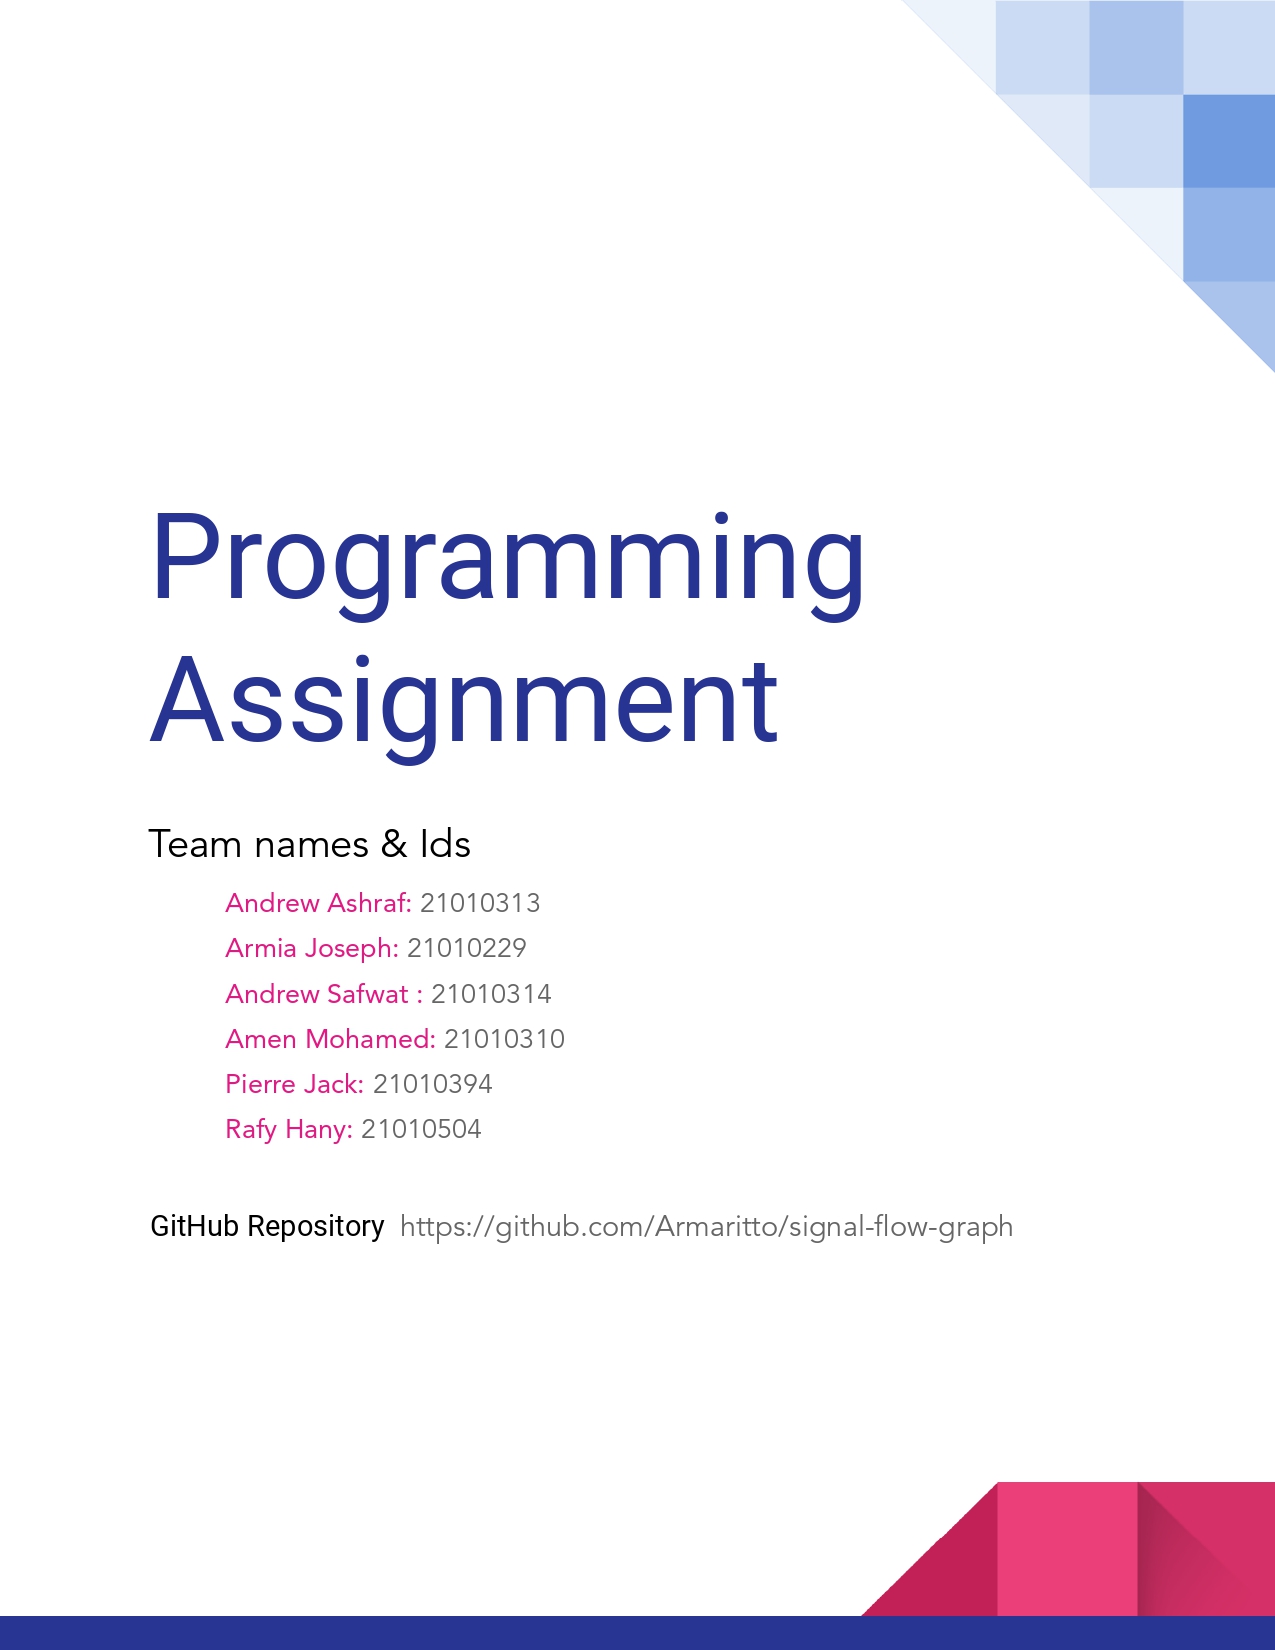 Programming
Assignment
Team names & Ids
Andrew Ashraf: 21010313
Armia Joseph: 21010229
Andrew Safwat : 21010314
Amen Mohamed: 21010310
Pierre Jack: 21010394
Rafy Hany: 21010504
GitHub Repository https://github.com/Armaritto/signal-flow-graph